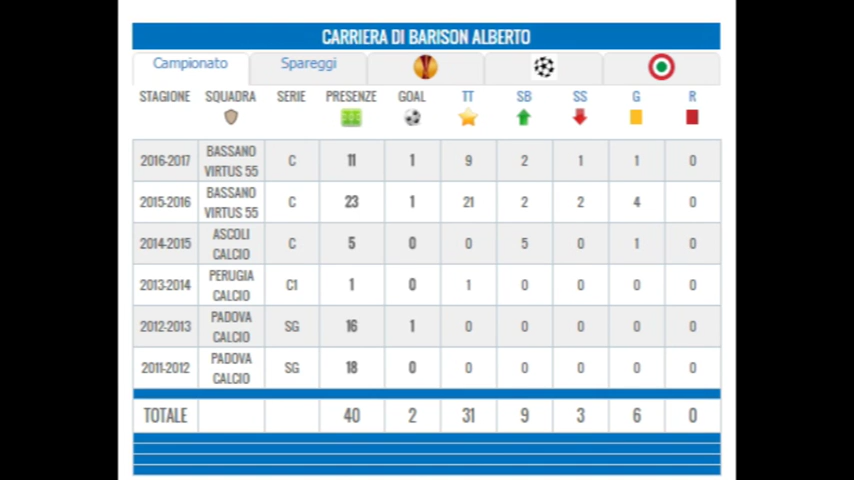 CARRIERA DI BARISON ALBERTO
Campionato Spareggi
STAGIONE SQUADRA SERIE PRESENZE GOAL TT SB SS G R
2016-2017 BASSANO VIRTUS 55 C 11 1 9 2 1 1 0
2015-2016 BASSANO VIRTUS 55 C 23 1 21 2 2 4 0
2014-2015 ASCOLI CALCIO C 5 0 0 5 0 1 0
2013-2014 PERUGIA CALCIO C1 1 0 1 0 0 0 0
2012-2013 PADOVA CALCIO SG 16 1 0 0 0 0 0
2011-2012 PADOVA CALCIO SG 18 0 0 0 0 0 0
TOTALE 40 2 31 9 3 6 0